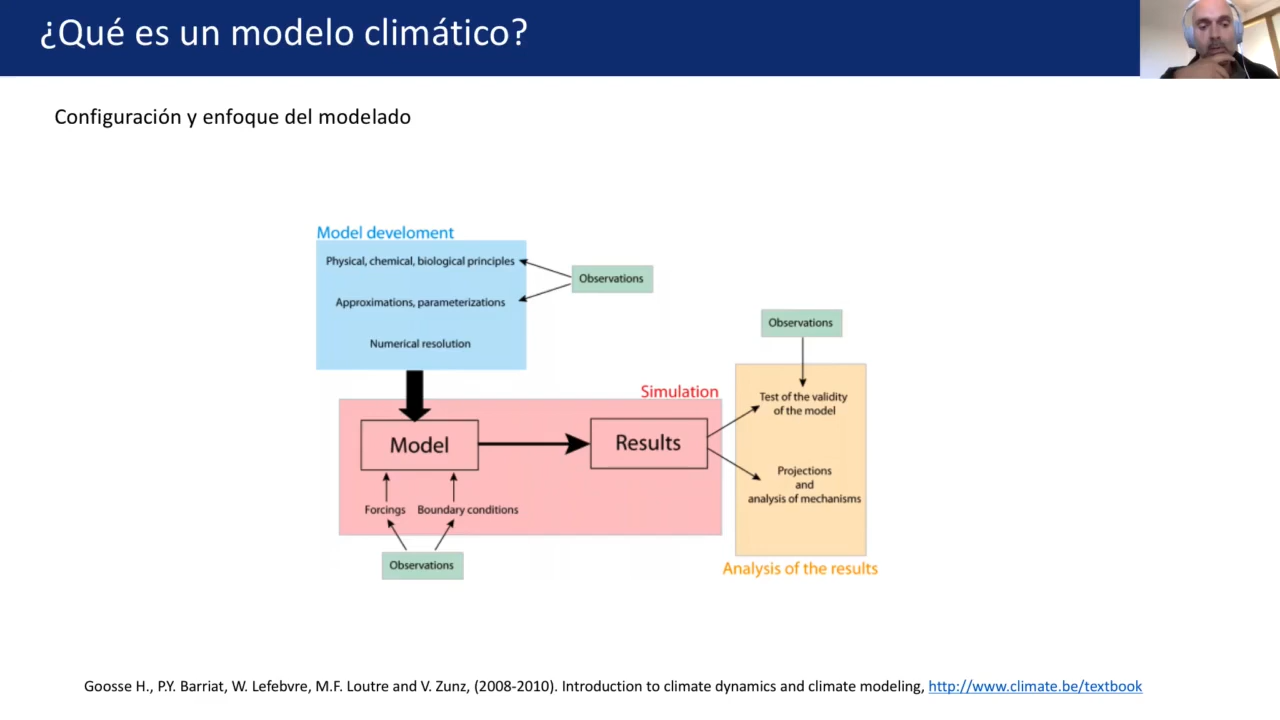 ¿Qué es un modelo climático?
Configuración y enfoque del modelado
Model develoment
Physical, chemical, biological principles
Observations
Approximations, parameterizations
Numerical resolution
Observations
Simulation
Test of the validity
of the model
Model
Results
Projections
and
analysis of mechanisms
Forcings
Boundary conditions
Observations
Analysis of the results
Goosse H., P.Y. Barriat, W. Lefebvre, M.F. Loutre and V. Zunz, (2008-2010). Introduction to climate dynamics and climate modeling, http://www.climate.be/textbook